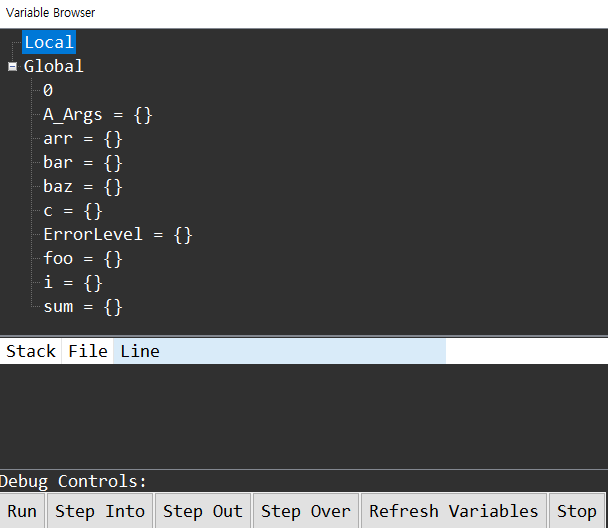 Variable Browser
Local
Global
0
A_Args = {}
arr = {}
bar = {}
baz = {}
c = {}
ErrorLevel = {}
foo = {}
i = {}
sum = {}
Stack File Line
Debug Controls:
Run Step Into Step Out Step Over Refresh Variables Stop